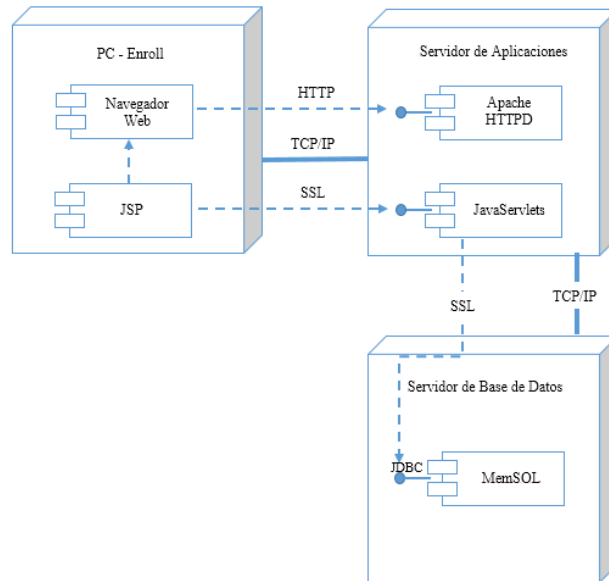 PC - Enroll
Servidor de Aplicaciones
Navegador
Web
HTTP
Apache
HTTPD
TCP/IP
JSP
SSL
JavaServlets
SSL
TCP/IP
Servidor de Base de Datos
JDBC
MemSOL